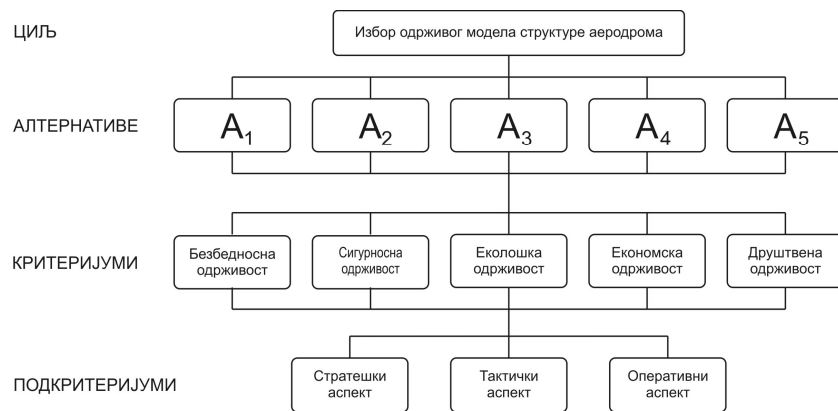 ЦИЉ
Избор одрживог модела структуре аеродрома
АЛТЕРНАТИВЕ
A1 A2 A3 A4 A5
КРИТЕРИЈУМИ
Безбедносна
одрживост
Сигурносна
одрживост
Еколошка
одрживост
Економска
одрживост
Друштвена
одрживост
ПОДКРИТЕРИЈУМИ
Стратешки
аспект
Тактички
аспект
Оперативни
аспект